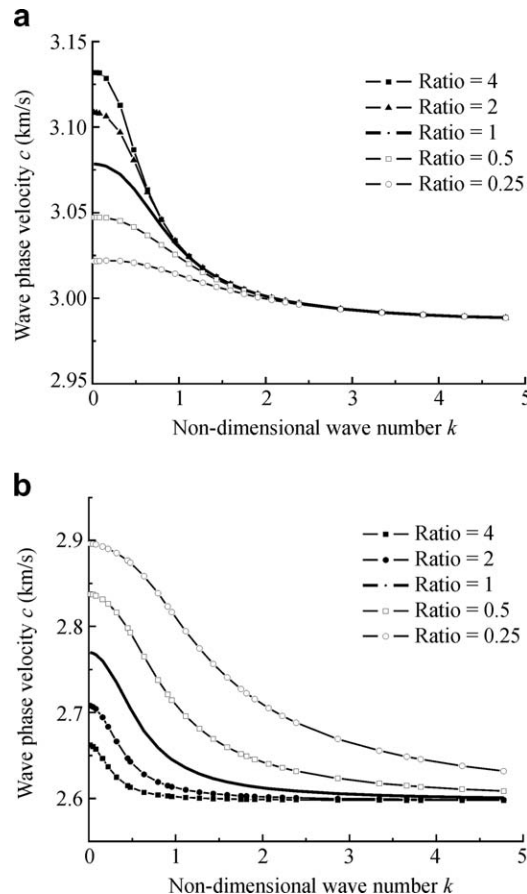 a
3.15
3.10
3.05
3.00
2.95
Wave phase velocity c (km/s)
Ratio = 4
Ratio = 2
Ratio = 1
Ratio = 0.5
Ratio = 0.25
0 1 2 3 4 5
Non-dimensional wave number k
b
2.9
2.8
2.7
2.6
Wave phase velocity c (km/s)
Ratio = 4
Ratio = 2
Ratio = 1
Ratio = 0.5
Ratio = 0.25
0 1 2 3 4 5
Non-dimensional wave number k